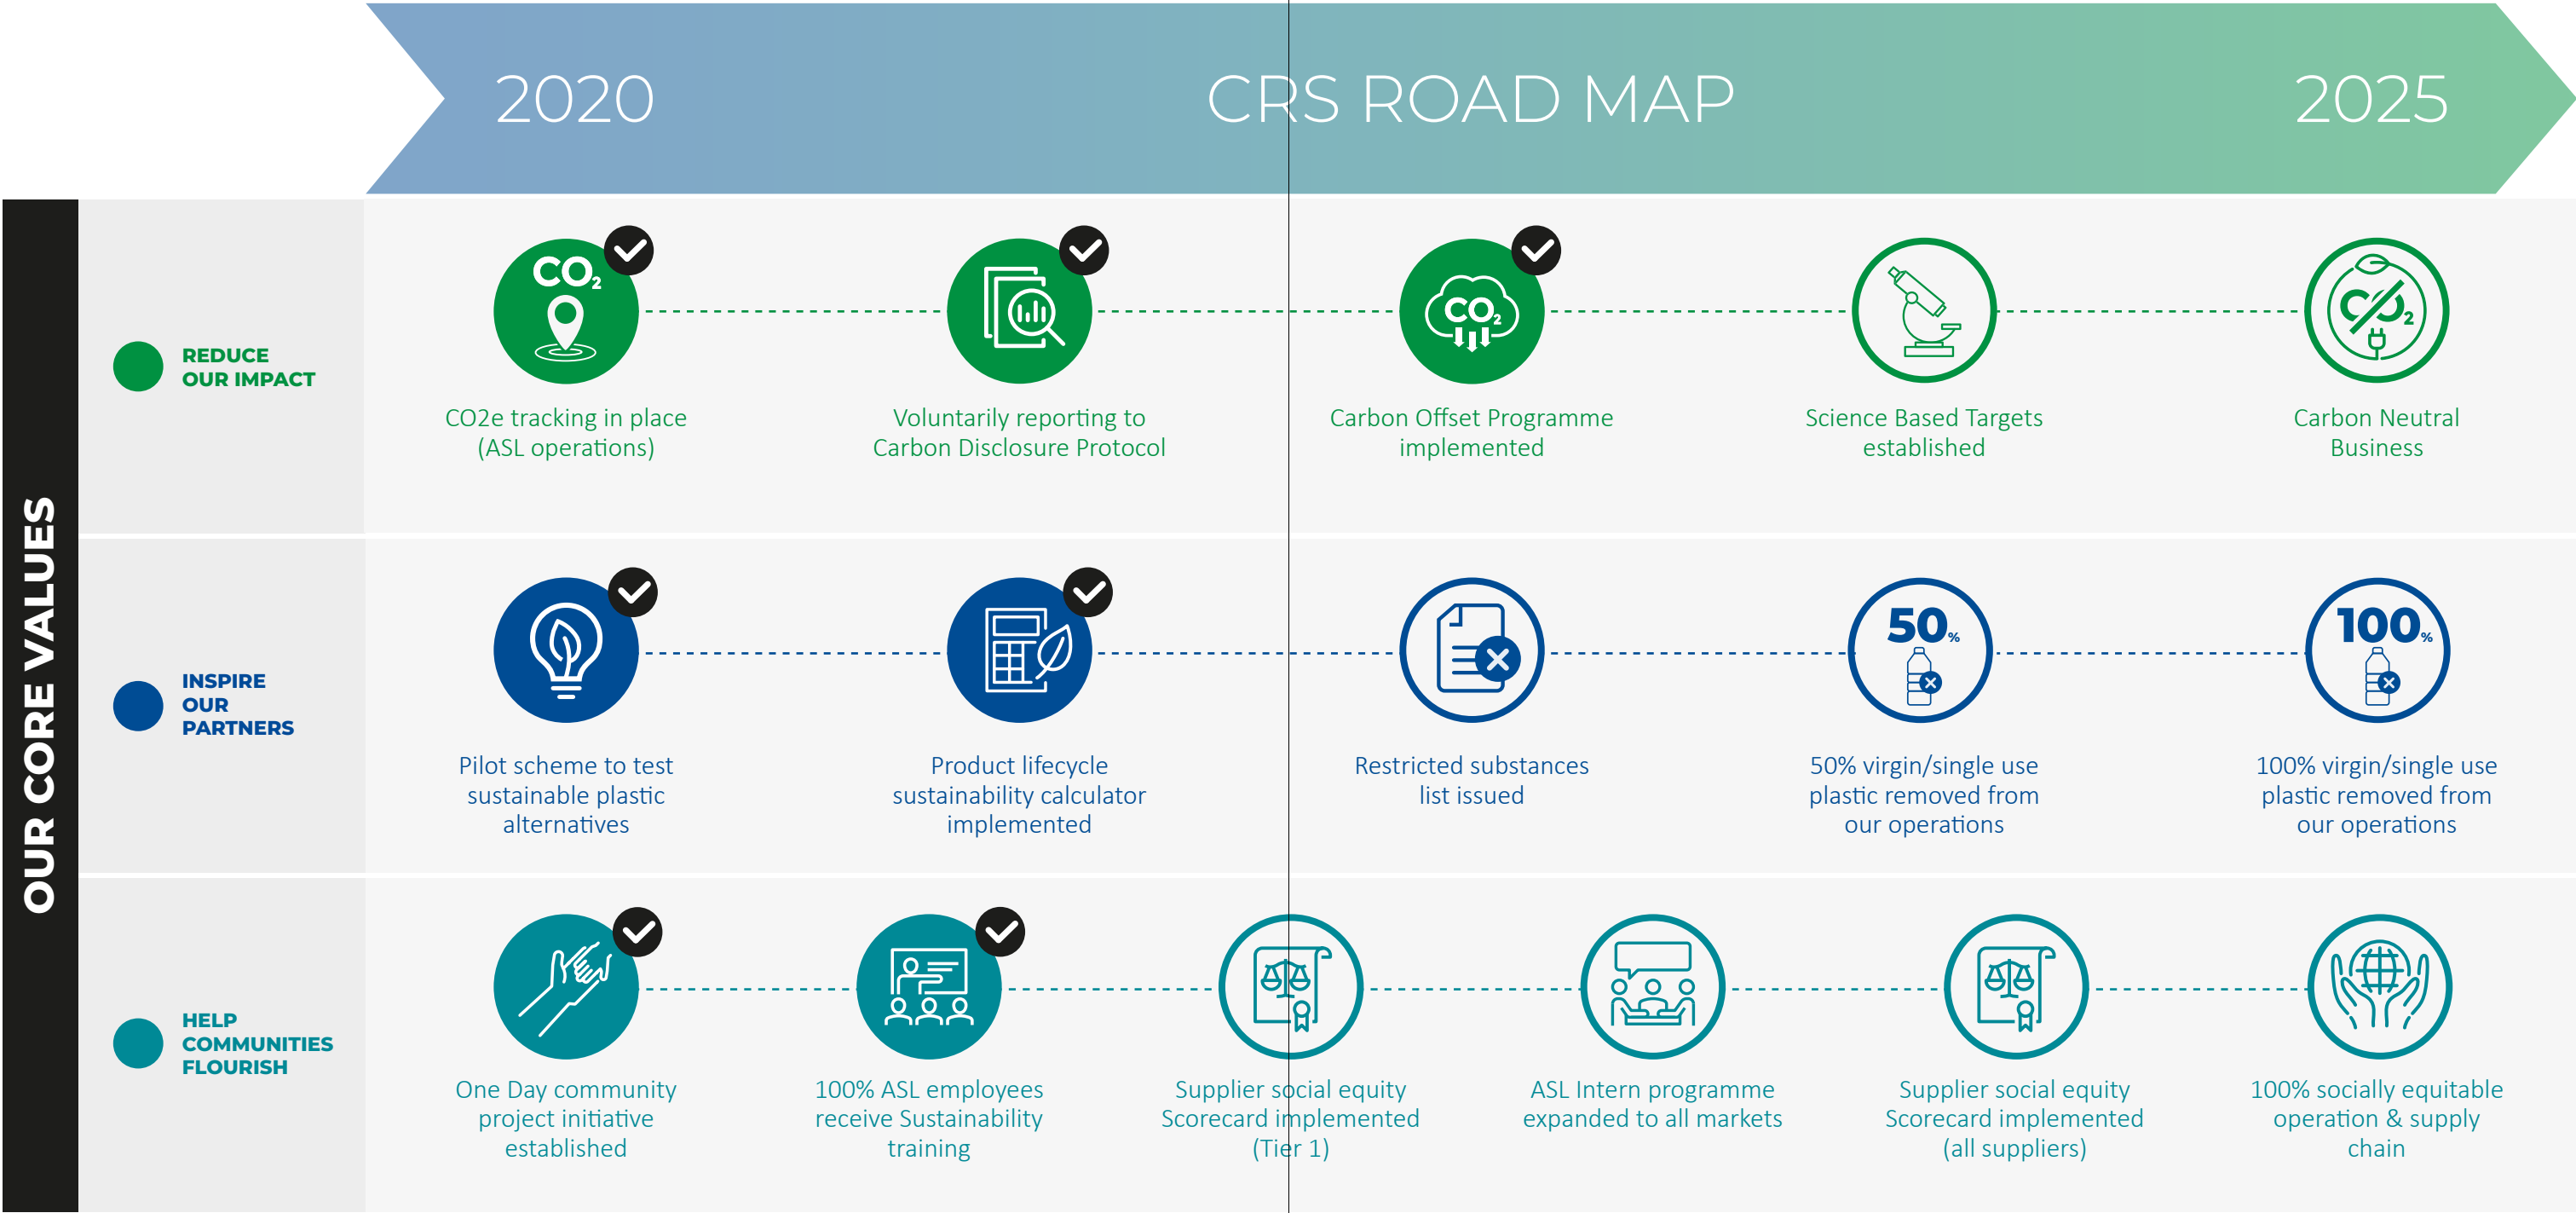 2020
CRS ROAD MAP
2025
OUR CORE VALUES
REDUCE
OUR IMPACT
CO₂
CO2e tracking in place
(ASL operations)
Voluntarily reporting to
Carbon Disclosure Protocol
CO₂
Carbon Offset Programme
implemented
Science Based Targets
established
CO₂
Carbon Neutral
Business
INSPIRE
OUR
PARTNERS
Pilot scheme to test
sustainable plastic
alternatives
Product lifecycle
sustainability calculator
implemented
Restricted substances
list issued
50%
50% virgin/single use
plastic removed from
our operations
100%
100% virgin/single use
plastic removed from
our operations
HELP
COMMUNITIES
FLOURISH
One Day community
project initiative
established
100% ASL employees
receive Sustainability
training
Supplier social equity
Scorecard implemented
(Tier 1)
ASL Intern programme
expanded to all markets
Supplier social equity
Scorecard implemented
(all suppliers)
100% socially equitable
operation & supply
chain